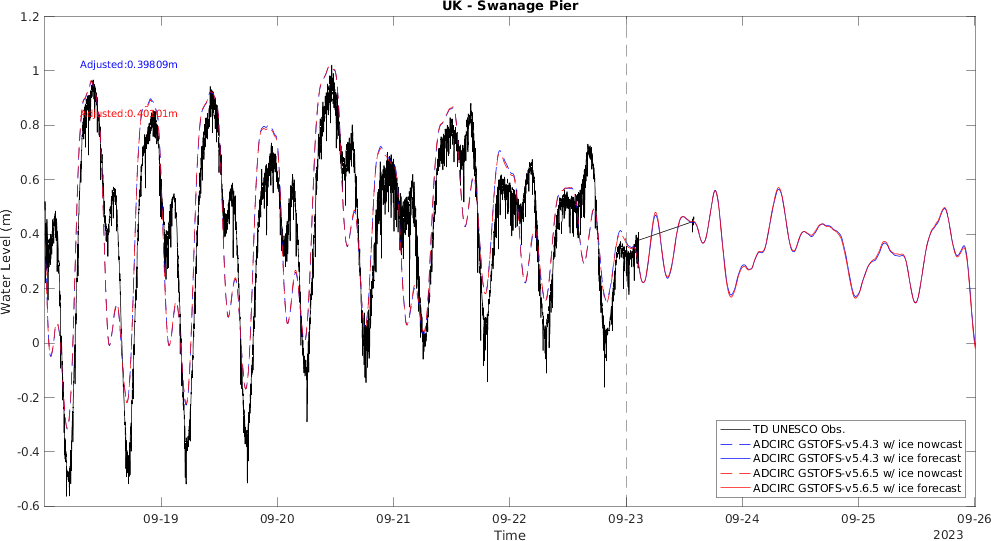 UK - Swanage Pier
1.2
1
0.8
0.6
0.4
0.2
0
-0.2
-0.4
-0.6
Water Level (m)
Adjusted:0.39809m
09-19
09-20
09-21
09-22
09-23
09-24
09-25
09-26
Time
2023
TD UNESCO Obs.
ADCIRC GSTOFS-v5.4.3 w/ ice nowcast
ADCIRC GSTOFS-v5.4.3 w/ ice forecast
ADCIRC GSTOFS-v5.6.5 w/ ice nowcast
ADCIRC GSTOFS-v5.6.5 w/ ice forecast